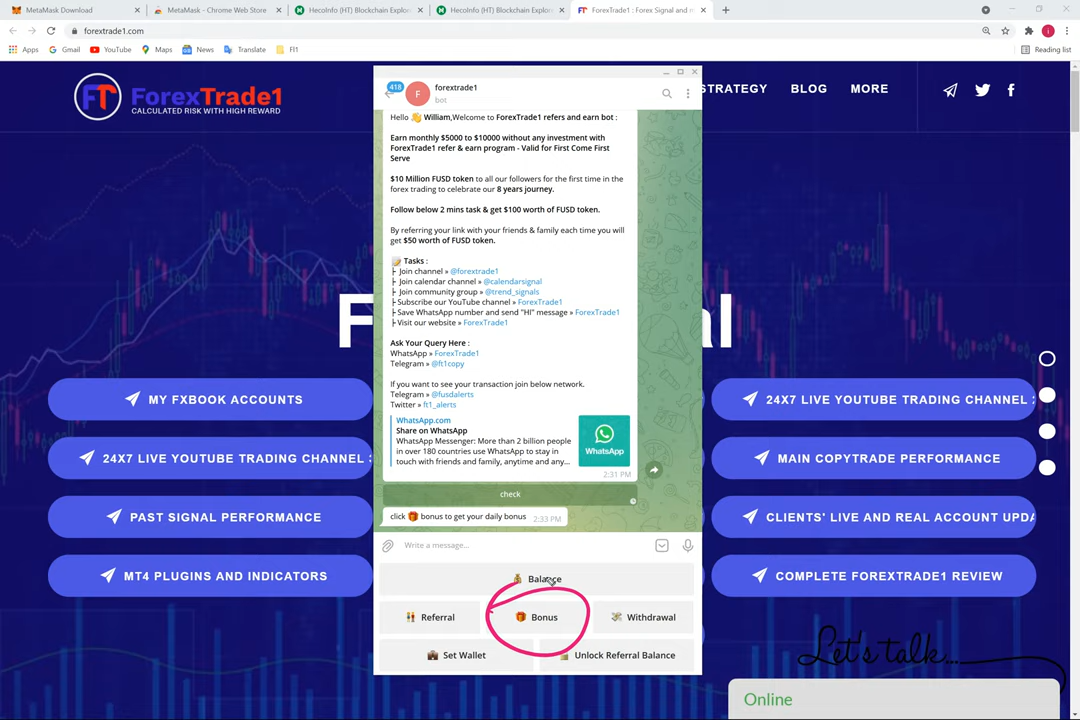 MetaMask Download
MetaMask - Chrome Web Store
HecoInfo (HT) Blockchain Explo
HecoInfo (HT) Blockchain Explor
ForexTrade1 : Forex Signal and m
forextrade1.com
i
Apps
Gmail
YouTube
Maps
News
Translate
FI1
Reading list
FT
ForexTrade1
CALCULATED RISK WITH HIGH REWARD
STRATEGY
BLOG
MORE
418
F
forextrade1
bot
Hello 👋 William,Welcome to ForexTrade1 refers and earn bot :
Earn monthly $5000 to $10000 without any investment with
ForexTrade1 refer & earn program - Valid for First Come First
Serve
$10 Million FUSD token to all our followers for the first time in the
forex trading to celebrate our 8 years journey.
Follow below 2 mins task & get $100 worth of FUSD token.
By referring your link with your friends & family each time you will
get $50 worth of FUSD token.
📝 Tasks :
┣ Join channel » @forextrade1
┣ Join calendar channel » @calendarsignal
┣ Join community group » @trend_signals
┣ Subscribe our YouTube channel » ForexTrade1
┣ Save WhatsApp number and send "HI" message » ForexTrade1
┣ Visit our website » ForexTrade1
Ask Your Query Here :
WhatsApp » ForexTrade1
Telegram » @ft1copy
If you want to see your transaction join below network.
Telegram » @fusdalerts
Twitter » ft1_alerts
WhatsApp.com
Share on WhatsApp
WhatsApp Messenger: More than 2 billion people
in over 180 countries use WhatsApp to stay in
touch with friends and family, anytime and any...
WhatsApp
2:31 PM
check
click 🎁 bonus to get your daily bonus
2:33 PM
Write a message...
💰 Balance
👬 Referral
🎁 Bonus
💸 Withdrawal
💼 Set Wallet
Unlock Referral Balance
F
al
MY FXBOOK ACCOUNTS
24X7 LIVE YOUTUBE TRADING CHANNEL
PAST SIGNAL PERFORMANCE
MT4 PLUGINS AND INDICATORS
24X7 LIVE YOUTUBE TRADING CHANNEL 2
MAIN COPYTRADE PERFORMANCE
CLIENTS' LIVE AND REAL ACCOUNT UPDA
COMPLETE FOREXTRADE1 REVIEW
Let's talk...
Online